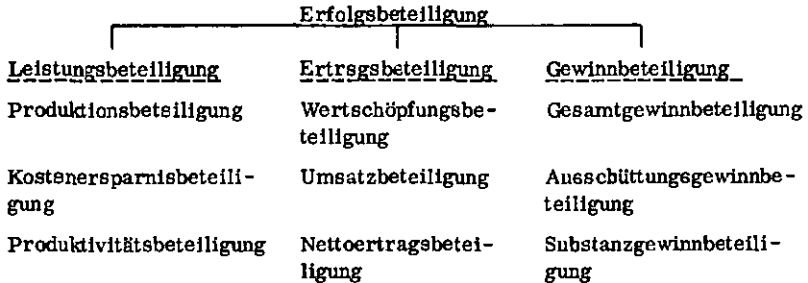 Erfolgsbeteiligung
Leistungsbeteiligung Ertragsbeteiligung Gewinnbeteiligung
Produktionsbeteiligung Wertschöpfungsbe- Gesamtgewinnbeteiligung
teiligung
Kostenersparnisbeteili- Umsatzbeteiligung Ausschüttungsgewinnbe-
gung teiligung
Produktivitätsbeteiligung Nettoertragsbetei- Substanzgewinnbeteili-
ligung gung